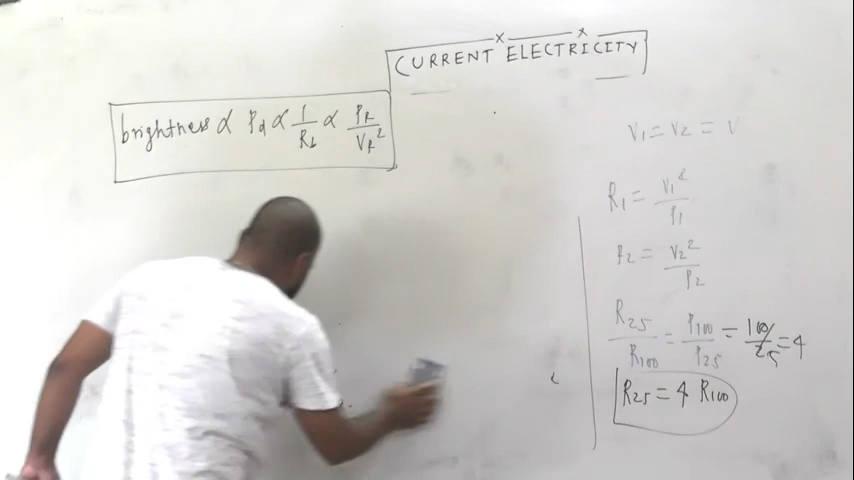 CURRENT ELECTRICITY
brightness ∝ Pd ∝ 1/Rb ∝ PR/VR²
V1 = V2 = V
R1 = V1²/P1
R2 = V2²/P2
R25/R100 = P100/P25 = 100/25 = 4
R25 = 4 R100